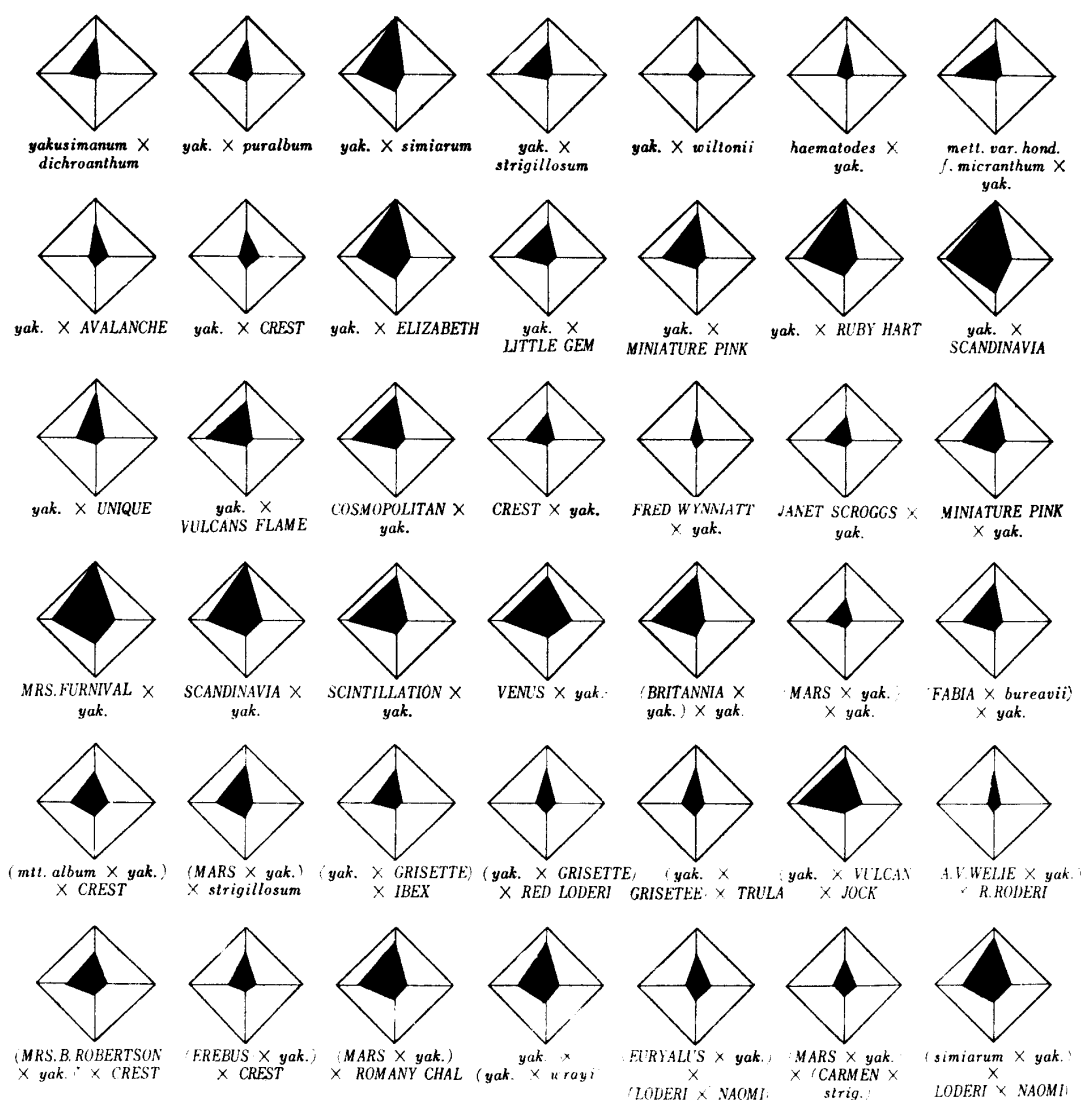 yakusimanum ×
dichroanthum
yak. × puralbum
yak. × simiarum
yak. ×
strigillosum
yak. × wiltonii
haematodes ×
yak.
mett. var. hond.
f. micranthum ×
yak.
yak. × AVALANCHE
yak. × CREST
yak. × ELIZABETH
yak. ×
LITTLE GEM
yak. ×
MINIATURE PINK
yak. × RUBY HART
yak. ×
SCANDINAVIA
yak. × UNIQUE
yak. ×
VULCANS FLAME
COSMOPOLITAN ×
yak.
CREST × yak.
FRED WYNNIATT
× yak.
JANET SCROGGS ×
yak.
MINIATURE PINK
× yak.
MRS. FURNIVAL ×
yak.
SCANDINAVIA ×
yak.
SCINTILLATION ×
yak.
VENUS × yak.
(BRITANNIA ×
yak.) × yak.
(MARS × yak.)
× yak.
(FABIA × bureavii)
× yak.
(mtt. album × yak.)
× CREST
(MARS × yak.)
× strigillosum
(yak. × GRISETTE)
× IBEX
(yak. × GRISETTE)
× RED LODERI
(yak. ×
GRISETEE) × TRULA
(yak. × VULCAN
× JOCK
A.V.WELIE × yak.)
× R.RODERI
(MRS.B.ROBERTSON
× yak.) × CREST
(EREBUS × yak.)
× CREST
(MARS × yak.)
× ROMANY CHAL
yak. ×
(yak. ×
(EURYALUS × yak.)
×
(LODERI × NAOMI)
(MARS × yak.)
× (CARMEN ×
strig.)
(simiarum × yak.)
×
LODERI × NAOMI)